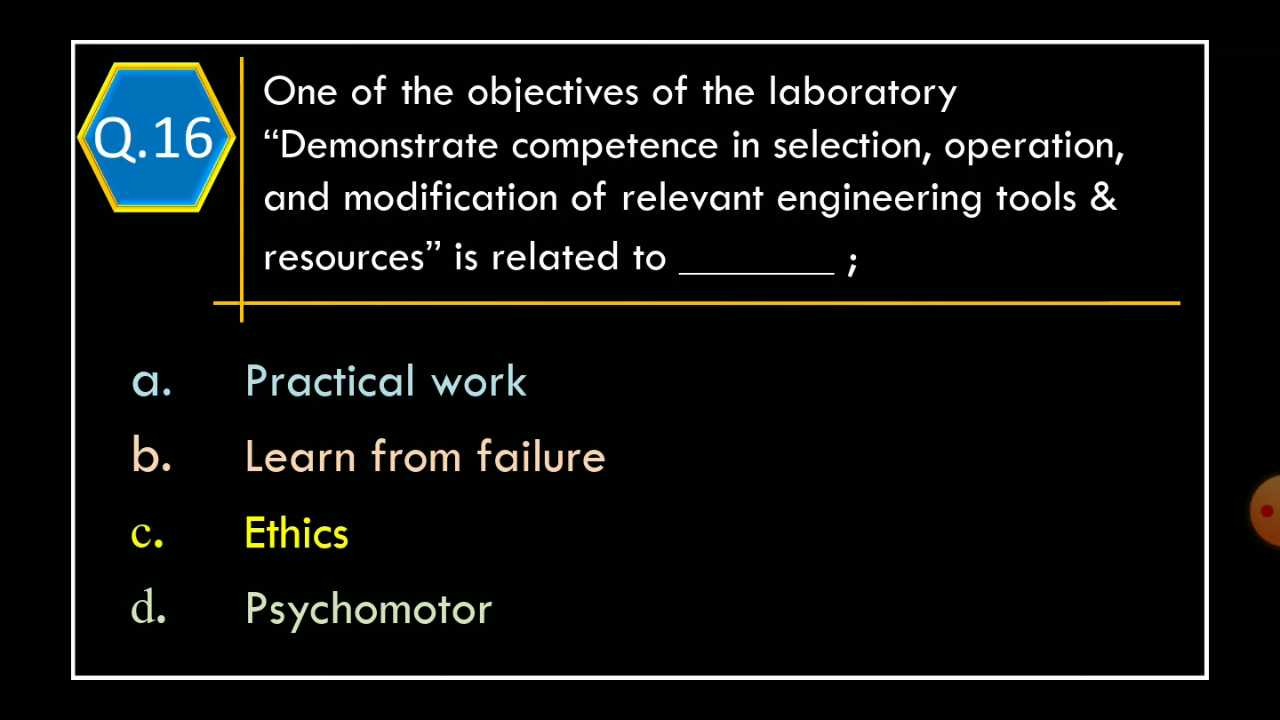 Q.16
One of the objectives of the laboratory
“Demonstrate competence in selection, operation,
and modification of relevant engineering tools &
resources” is related to ________ ;
a. Practical work
b. Learn from failure
c. Ethics
d. Psychomotor